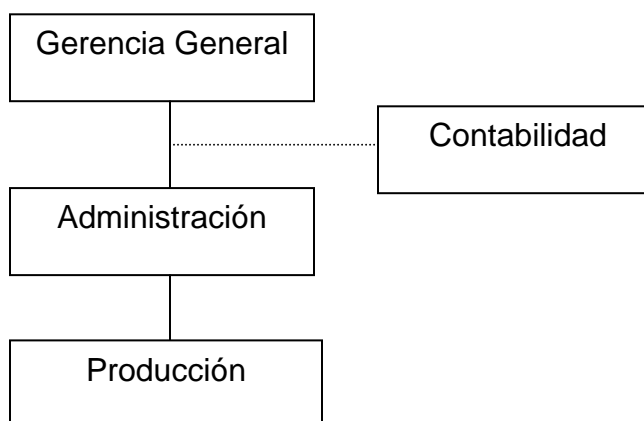 Gerencia General
Contabilidad
Administración
Producción